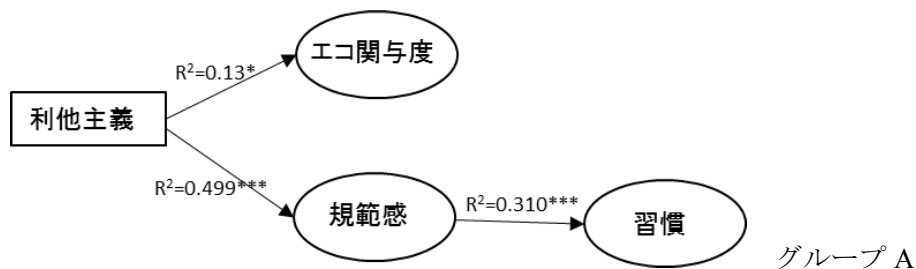 エコ関与度
R²=0.13*
利他主義
R²=0.499***
規範感
R²=0.310***
習慣
グループ A